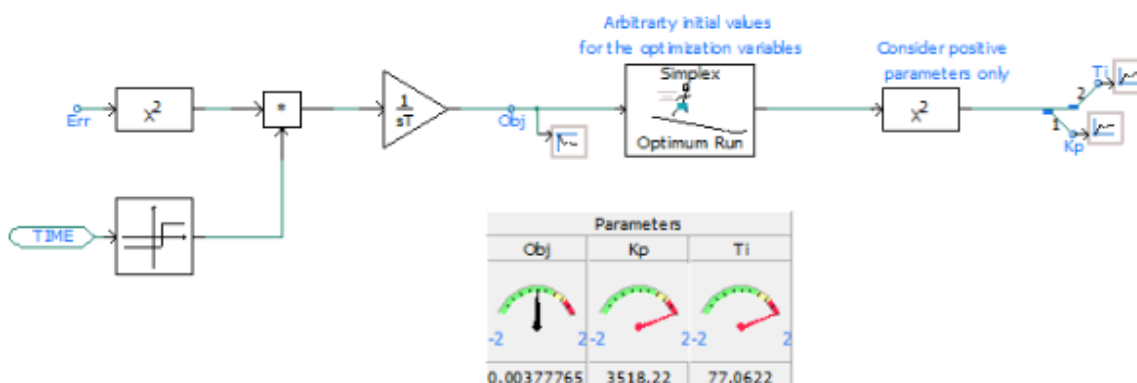 Arbitrarty initial values
for the optimization variables
Consider positive
parameters only
Err
x²
*
1
sT
Obj
Simplex
Optimum Run
x²
2
Ti
1
Kp
TIME
Parameters
Obj Kp Ti
-2 2 -2 2 -2 2
0.00377765 3518.22 77.0622